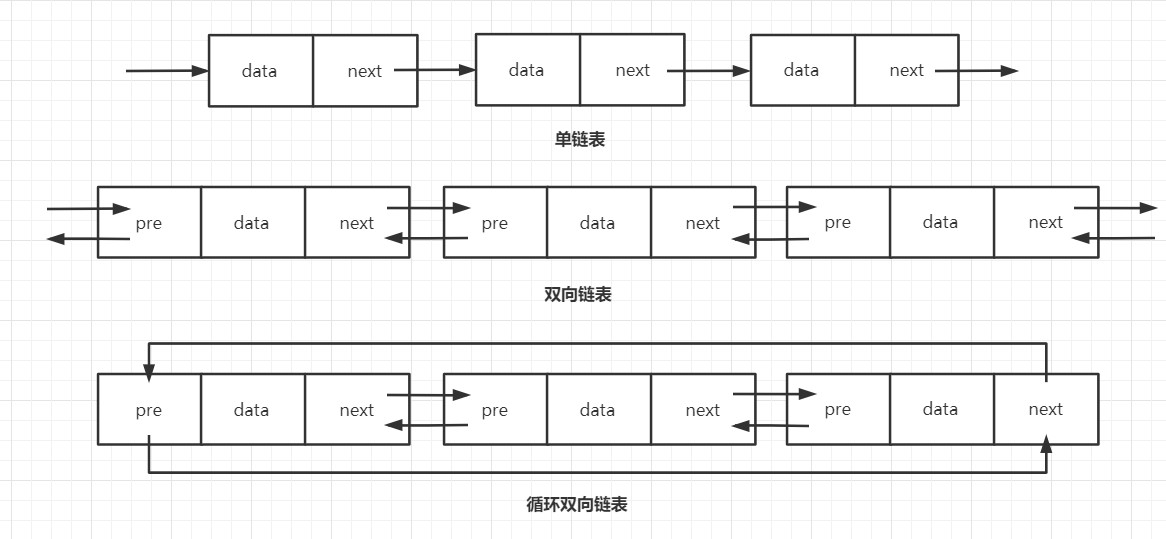 data next data next data next
单链表
pre data next pre data next pre data next
双向链表
pre data next pre data next pre data next
循环双向链表